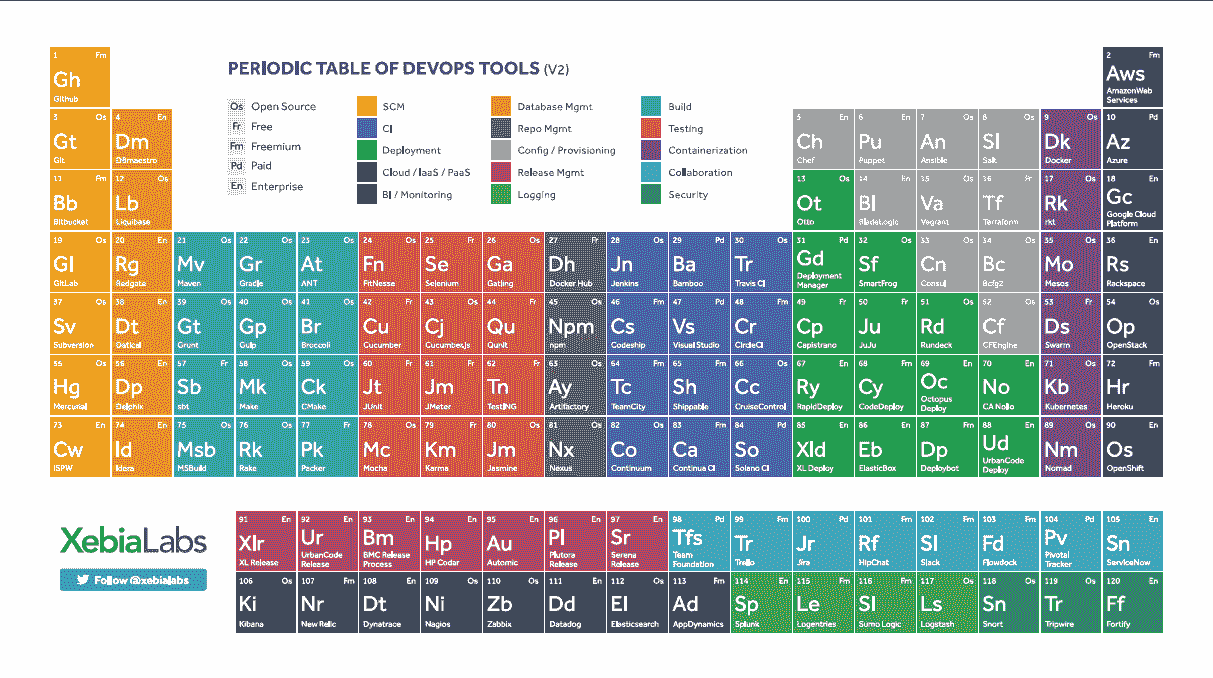 1 Fm
Gh
Github
PERIODIC TABLE OF DEVOPS TOOLS (V2)
Os Open Source
Fr Free
Fm Freemium
Pd Paid
En Enterprise
SCM
CI
Deployment
Cloud / IaaS / PaaS
BI / Monitoring
Database Mgmt
Repo Mgmt
Config / Provisioning
Release Mgmt
Logging
Build
Testing
Containerization
Collaboration
Security
2 Fm
Aws
AmazonWeb
Services
3 Os
Gt
Git
4 En
Dm
DBmaestro
5 En
Ch
Chef
6 En
Pu
Puppet
7 Os
An
Ansible
8 Os
Sl
Salt
9 Os
Dk
Docker
10 Pd
Az
Azure
11 Fm
Bb
Bitbucket
12 Os
Lb
Liquibase
13 Os
Ot
Otto
14 En
Bl
BladeLogic
15 Os
Va
Vagrant
16 Fr
Tf
Terraform
17 Os
Rk
rkt
18 En
Gc
Google Cloud
Platform
19 Os
Gl
GitLab
20 En
Rg
Redgate
21 Os
Mv
Maven
22 Os
Gr
Gradle
23 Os
At
ANT
24 Os
Fn
FitNesse
25 Fr
Se
Selenium
26 Os
Ga
Gatling
27 Fr
Dh
Docker Hub
28 Os
Jn
Jenkins
29 Pd
Ba
Bamboo
30 Os
Tr
Travis CI
31 Pd
Gd
Deployment
Manager
32 Os
Sf
SmartFrog
33 Os
Cn
Consul
34 Os
Bc
Bcfg2
35 Os
Mo
Mesos
36 En
Rs
Rackspace
37 Os
Sv
Subversion
38 En
Dt
Datical
39 Os
Gt
Grunt
40 Os
Gp
Gulp
41 Os
Br
Broccoli
42 Fr
Cu
Cucumber
43 Os
Cj
Cucumber.js
44 Fr
Qu
Qunit
45 Os
Npm
npm
46 Fm
Cs
Codeship
47 Pd
Vs
Visual Studio
48 Fm
Cr
CircleCI
49 Fr
Cp
Capistrano
50 Fr
Ju
JuJu
51 Os
Rd
Rundeck
52 Os
Cf
CFEngine
53 Fr
Ds
Swarm
54 Os
Op
OpenStack
55 Os
Hg
Mercurial
56 En
Dp
Delphix
57 Fr
Sb
sbt
58 Os
Mk
Make
59 Os
Ck
CMake
60 Fr
Jt
JUnit
61 Fr
Jm
JMeter
62 Fr
Tn
TestNG
63 Os
Ay
Artifactory
64 Fm
Tc
TeamCity
65 Fm
Sh
Shippable
66 Os
Cc
CruiseControl
67 En
Ry
RapidDeploy
68 Fm
Cy
CodeDeploy
69 En
Oc
Octopus
Deploy
70 En
No
CA Nolio
71 Os
Kb
Kubernetes
72 Fm
Hr
Heroku
73 En
Cw
ISPW
74 En
Id
Idera
75 Os
Msb
MSBuild
76 Os
Rk
Rake
77 Fr
Pk
Packer
78 Os
Mc
Mocha
79 Fr
Km
Karma
80 Os
Jm
Jasmine
81 Os
Nx
Nexus
82 Os
Co
Continuum
83 Fm
Ca
Continua CI
84 Pd
So
Solano CI
85 En
Xld
XL Deploy
86 En
Eb
ElasticBox
87 Fm
Dp
Deploybot
88 En
Ud
UrbanCode
Deploy
89 Os
Nm
Nomad
90 En
Os
OpenShift
XebiaLabs
Follow @xebialabs
91 En
Xlr
XL Release
92 En
Ur
UrbanCode
Release
93 En
Bm
BMC Release
Process
94 En
Hp
HP Codar
95 En
Au
Automic
96 En
Pl
Plutora
Release
97 En
Sr
Serena
Release
98 Pd
Tfs
Team
Foundation
99 Fm
Tr
Trello
100 Pd
Jr
Jira
101 Fm
Rf
HipChat
102 Fm
Sl
Slack
103 Fm
Fd
Flowdock
104 Pd
Pv
Pivotal
Tracker
105 En
Sn
ServiceNow
106 Os
Ki
Kibana
107 Fm
Nr
New Relic
108 En
Dt
Dynatrace
109 Os
Ni
Nagios
110 Os
Zb
Zabbix
111 En
Dd
Datadog
112 Os
El
Elasticsearch
113 Fm
Ad
AppDynamics
114 En
Sp
Splunk
115 Fm
Le
Logentries
116 Fm
Sl
Sumo Logic
117 Os
Ls
Logstash
118 Os
Sn
Snort
119 Os
Tr
Tripwire
120 En
Ff
Fortify